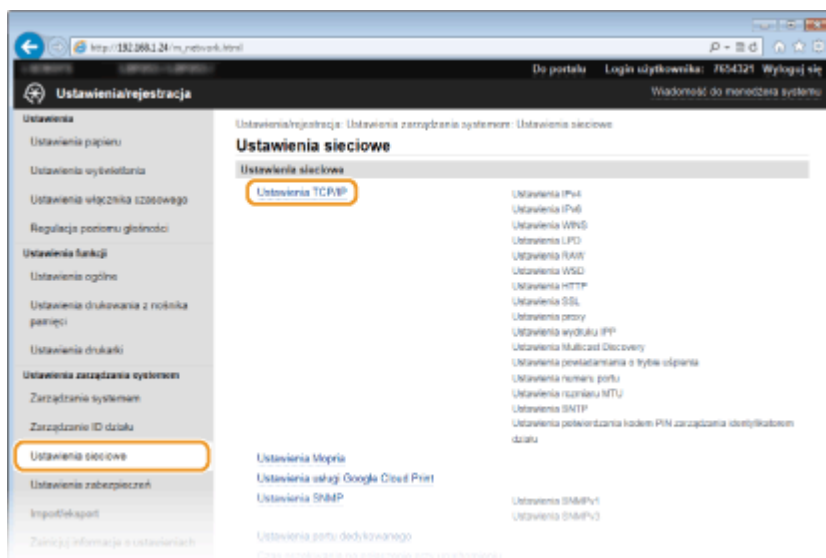 http://192.168.1.24/m_network.html
Do portalu Login użytkownika: 7654321 Wyloguj się
Ustawienia/rejestracja
Wiadomość do menedżera systemu
Ustawienia
Ustawienia papieru
Ustawienia wyświetlania
Ustawienia włącznika czasowego
Regulacja poziomu głośności
Ustawienia funkcji
Ustawienia ogólne
Ustawienia drukowania z nośnika
pamięci
Ustawienia drukarki
Ustawienia zarządzania systemem
Zarządzanie systemem
Zarządzanie ID działu
Ustawienia sieciowe
Ustawienia zabezpieczeń
Import/eksport
Zainicjuj informacje o ustawieniach
Ustawienia/rejestracja: Ustawienia zarządzania systemem: Ustawienia sieciowe
Ustawienia sieciowe
Ustawienia sieciowe
Ustawienia TCP/IP
Ustawienia IPv4
Ustawienia IPv6
Ustawienia WINS
Ustawienia LPD
Ustawienia RAW
Ustawienia WSD
Ustawienia HTTP
Ustawienia SSL
Ustawienia proxy
Ustawienia wydruku IPP
Ustawienia Multicast Discovery
Ustawienia powiadamiania o trybie uśpienia
Ustawienia numeru portu
Ustawienia rozmiaru MTU
Ustawienia SNTP
Ustawienia potwierdzania kodem PIN zarządzania identyfikatorem
działu
Ustawienia Mopria
Ustawienia usługi Google Cloud Print
Ustawienia SNMP
Ustawienia SNMPv1
Ustawienia SNMPv3
Ustawienia portu dedykowanego